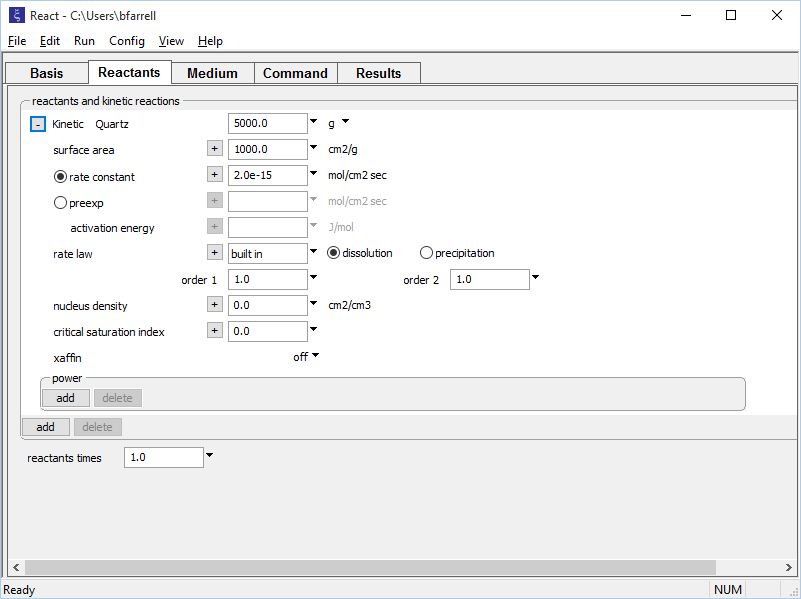 React - C:\Users\bfarrell
File Edit Run Config View Help
Basis Reactants Medium Command Results
reactants and kinetic reactions
- Kinetic Quartz 5000.0 g
surface area + 1000.0 cm2/g
rate constant + 2.0e-15 mol/cm2 sec
preexp + mol/cm2 sec
activation energy + J/mol
rate law + built in dissolution precipitation
order 1 1.0 order 2 1.0
nucleus density + 0.0 cm2/cm3
critical saturation index + 0.0
xaffin off
power
add delete
add delete
reactants times 1.0
Ready NUM